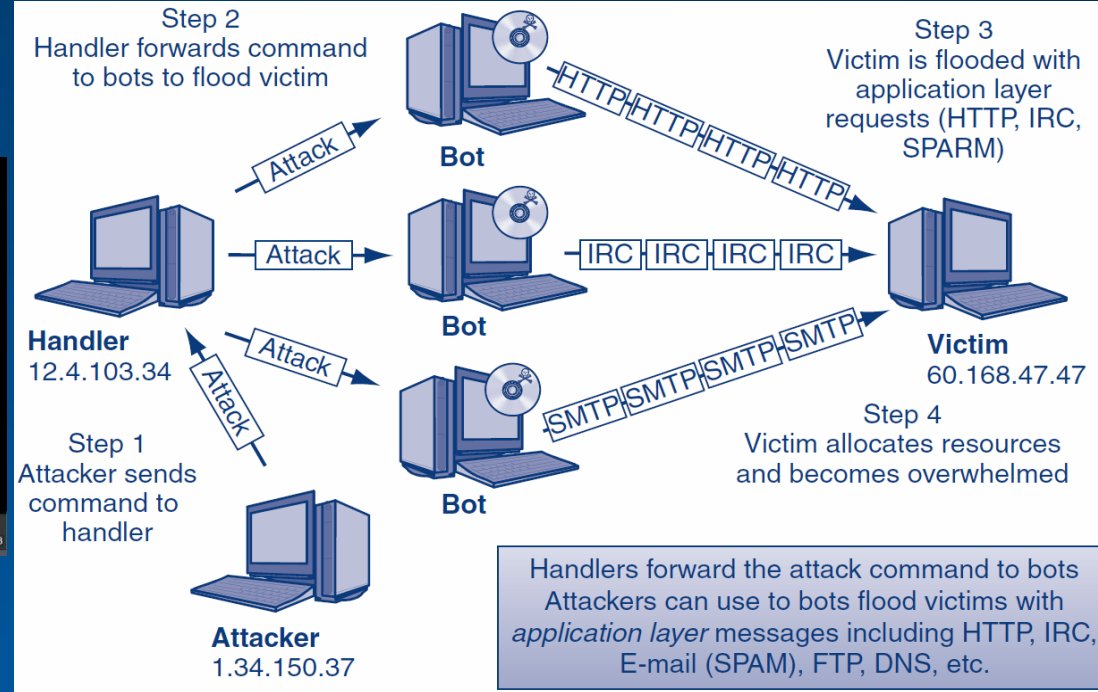 Step 2
Handler forwards command
to bots to flood victim
Step 3
Victim is flooded with
application layer
requests (HTTP, IRC,
SPARM)
Attack
Bot
HTTP HTTP HTTP HTTP
Attack
Bot
IRC IRC IRC IRC
Handler
12.4.103.34
Attack
Bot
SMTP SMTP SMTP SMTP
Victim
60.168.47.47
Attack
Step 1
Attacker sends
command to
handler
Step 4
Victim allocates resources
and becomes overwhelmed
Attacker
1.34.150.37
Handlers forward the attack command to bots
Attackers can use to bots flood victims with
application layer messages including HTTP, IRC,
E-mail (SPAM), FTP, DNS, etc.